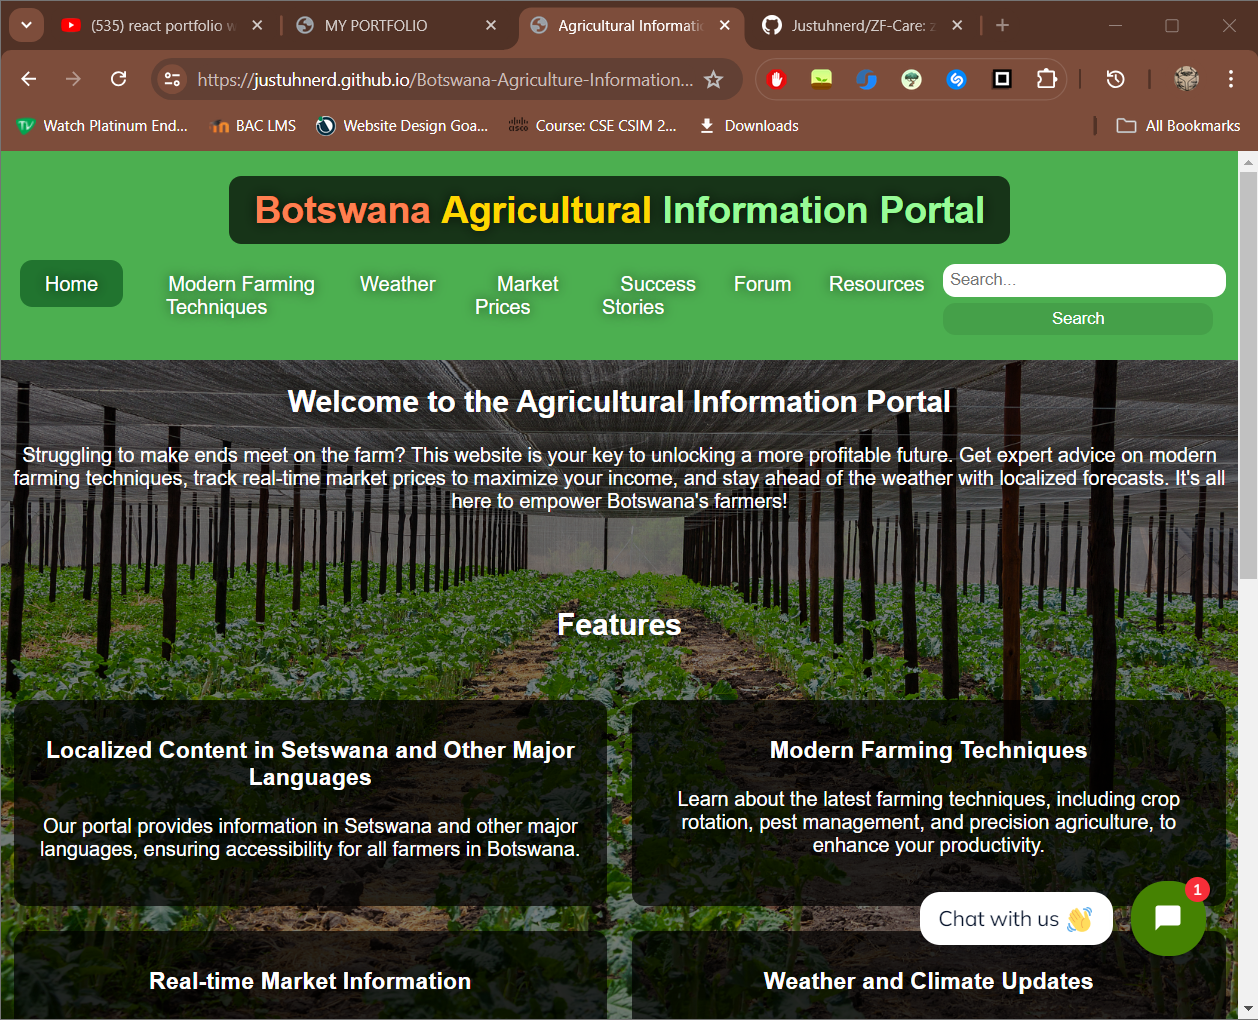 (535) react portfolio w
MY PORTFOLIO
Agricultural Informati
Justuhnerd/ZF-Care: z
https://justuhnerd.github.io/Botswana-Agriculture-Information...
Watch Platinum End...
BAC LMS
Website Design Goa...
Course: CSE CSIM 2...
Downloads
All Bookmarks
Botswana Agricultural Information Portal
Home
Modern Farming
Techniques
Weather
Market
Prices
Success
Stories
Forum
Resources
Search...
Search
Welcome to the Agricultural Information Portal
Struggling to make ends meet on the farm? This website is your key to unlocking a more profitable future. Get expert advice on modern
farming techniques, track real-time market prices to maximize your income, and stay ahead of the weather with localized forecasts. It's all
here to empower Botswana's farmers!
Features
Localized Content in Setswana and Other Major
Languages
Our portal provides information in Setswana and other major
languages, ensuring accessibility for all farmers in Botswana.
Modern Farming Techniques
Learn about the latest farming techniques, including crop
rotation, pest management, and precision agriculture, to
enhance your productivity.
Real-time Market Information
Weather and Climate Updates
Chat with us 👋
1